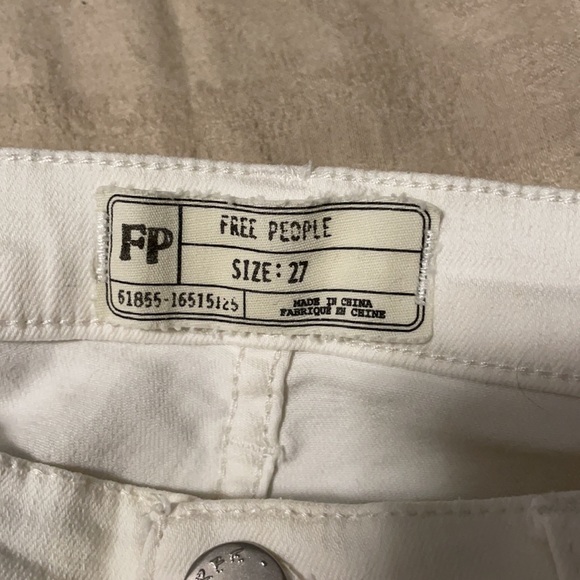 FP
FREE PEOPLE
SIZE: 27
61855-16515125
MADE IN CHINA
FABRIQUE EN CHINE